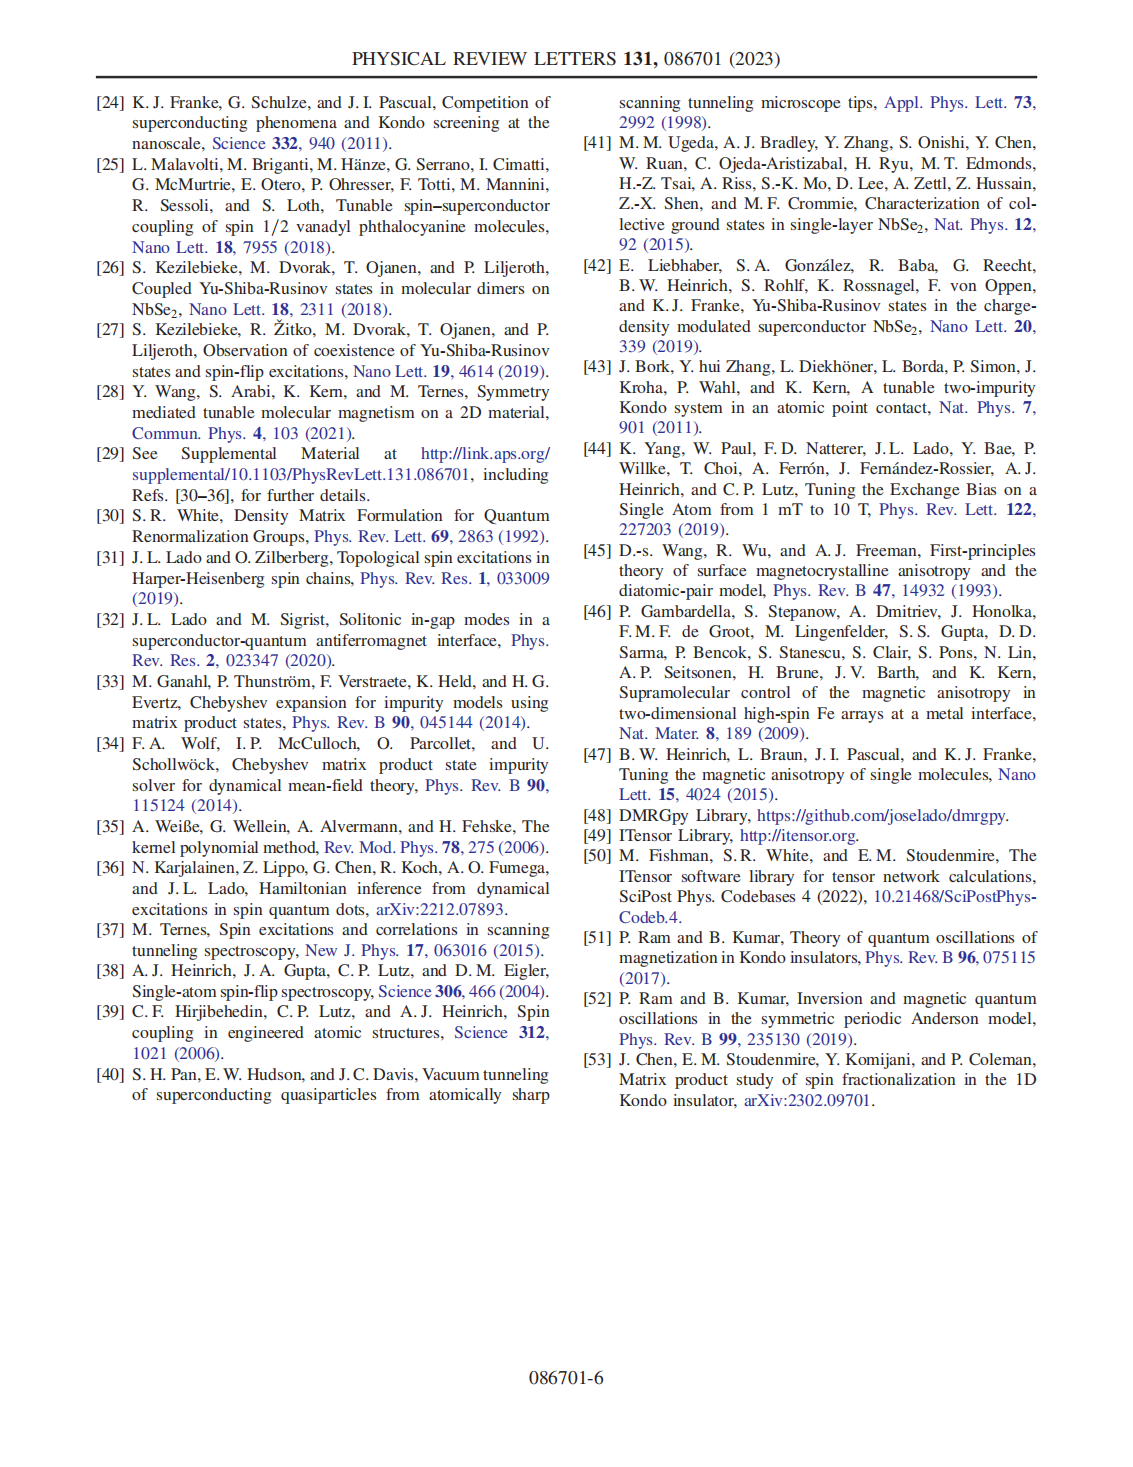 PHYSICAL REVIEW LETTERS 131, 086701 (2023)
[24] K. J. Franke, G. Schulze, and J. I. Pascual, Competition of
superconducting phenomena and Kondo screening at the
nanoscale, Science 332, 940 (2011).
[25] L. Malavolti, M. Briganti, M. Hänze, G. Serrano, I. Cimatti,
G. McMurtrie, E. Otero, P. Ohresser, F. Totti, M. Mannini,
R. Sessoli, and S. Loth, Tunable spin–superconductor
coupling of spin 1/2 vanadyl phthalocyanine molecules,
Nano Lett. 18, 7955 (2018).
[26] S. Kezilebieke, M. Dvorak, T. Ojanen, and P. Liljeroth,
Coupled Yu-Shiba-Rusinov states in molecular dimers on
NbSe₂, Nano Lett. 18, 2311 (2018).
[27] S. Kezilebieke, R. Žitko, M. Dvorak, T. Ojanen, and P.
Liljeroth, Observation of coexistence of Yu-Shiba-Rusinov
states and spin-flip excitations, Nano Lett. 19, 4614 (2019).
[28] Y. Wang, S. Arabi, K. Kern, and M. Ternes, Symmetry
mediated tunable molecular magnetism on a 2D material,
Commun. Phys. 4, 103 (2021).
[29] See Supplemental Material at http://link.aps.org/
supplemental/10.1103/PhysRevLett.131.086701, including
Refs. [30–36], for further details.
[30] S. R. White, Density Matrix Formulation for Quantum
Renormalization Groups, Phys. Rev. Lett. 69, 2863 (1992).
[31] J. L. Lado and O. Zilberberg, Topological spin excitations in
Harper-Heisenberg spin chains, Phys. Rev. Res. 1, 033009
(2019).
[32] J. L. Lado and M. Sigrist, Solitonic in-gap modes in a
superconductor-quantum antiferromagnet interface, Phys.
Rev. Res. 2, 023347 (2020).
[33] M. Ganahl, P. Thunström, F. Verstraete, K. Held, and H. G.
Evertz, Chebyshev expansion for impurity models using
matrix product states, Phys. Rev. B 90, 045144 (2014).
[34] F. A. Wolf, I. P. McCulloch, O. Parcollet, and U.
Schollwöck, Chebyshev matrix product state impurity
solver for dynamical mean-field theory, Phys. Rev. B 90,
115124 (2014).
[35] A. Weiße, G. Wellein, A. Alvermann, and H. Fehske, The
kernel polynomial method, Rev. Mod. Phys. 78, 275 (2006).
[36] N. Karjalainen, Z. Lippo, G. Chen, R. Koch, A. O. Fumega,
and J. L. Lado, Hamiltonian inference from dynamical
excitations in spin quantum dots, arXiv:2212.07893.
[37] M. Ternes, Spin excitations and correlations in scanning
tunneling spectroscopy, New J. Phys. 17, 063016 (2015).
[38] A. J. Heinrich, J. A. Gupta, C. P. Lutz, and D. M. Eigler,
Single-atom spin-flip spectroscopy, Science 306, 466 (2004).
[39] C. F. Hirjibehedin, C. P. Lutz, and A. J. Heinrich, Spin
coupling in engineered atomic structures, Science 312,
1021 (2006).
[40] S. H. Pan, E. W. Hudson, and J. C. Davis, Vacuum tunneling
of superconducting quasiparticles from atomically sharp
scanning tunneling microscope tips, Appl. Phys. Lett. 73,
2992 (1998).
[41] M. M. Ugeda, A. J. Bradley, Y. Zhang, S. Onishi, Y. Chen,
W. Ruan, C. Ojeda-Aristizabal, H. Ryu, M. T. Edmonds,
H.-Z. Tsai, A. Riss, S.-K. Mo, D. Lee, A. Zettl, Z. Hussain,
Z.-X. Shen, and M. F. Crommie, Characterization of col-
lective ground states in single-layer NbSe₂, Nat. Phys. 12,
92 (2015).
[42] E. Liebhaber, S. A. González, R. Baba, G. Reecht,
B. W. Heinrich, S. Rohlf, K. Rossnagel, F. von Oppen,
and K. J. Franke, Yu-Shiba-Rusinov states in the charge-
density modulated superconductor NbSe₂, Nano Lett. 20,
339 (2019).
[43] J. Bork, Y. hui Zhang, L. Diekhöner, L. Borda, P. Simon, J.
Kroha, P. Wahl, and K. Kern, A tunable two-impurity
Kondo system in an atomic point contact, Nat. Phys. 7,
901 (2011).
[44] K. Yang, W. Paul, F. D. Natterer, J. L. Lado, Y. Bae, P.
Willke, T. Choi, A. Ferrón, J. Fernández-Rossier, A. J.
Heinrich, and C. P. Lutz, Tuning the Exchange Bias on a
Single Atom from 1 mT to 10 T, Phys. Rev. Lett. 122,
227203 (2019).
[45] D.-s. Wang, R. Wu, and A. J. Freeman, First-principles
theory of surface magnetocrystalline anisotropy and the
diatomic-pair model, Phys. Rev. B 47, 14932 (1993).
[46] P. Gambardella, S. Stepanow, A. Dmitriev, J. Honolka,
F. M. F. de Groot, M. Lingenfelder, S. S. Gupta, D. D.
Sarma, P. Bencok, S. Stanescu, S. Clair, S. Pons, N. Lin,
A. P. Seitsonen, H. Brune, J. V. Barth, and K. Kern,
Supramolecular control of the magnetic anisotropy in
two-dimensional high-spin Fe arrays at a metal interface,
Nat. Mater. 8, 189 (2009).
[47] B. W. Heinrich, L. Braun, J. I. Pascual, and K. J. Franke,
Tuning the magnetic anisotropy of single molecules, Nano
Lett. 15, 4024 (2015).
[48] DMRGpy Library, https://github.com/joselado/dmrgpy.
[49] ITensor Library, http://itensor.org.
[50] M. Fishman, S. R. White, and E. M. Stoudenmire, The
ITensor software library for tensor network calculations,
SciPost Phys. Codebases 4 (2022), 10.21468/SciPostPhys-
Codeb.4.
[51] P. Ram and B. Kumar, Theory of quantum oscillations of
magnetization in Kondo insulators, Phys. Rev. B 96, 075115
(2017).
[52] P. Ram and B. Kumar, Inversion and magnetic quantum
oscillations in the symmetric periodic Anderson model,
Phys. Rev. B 99, 235130 (2019).
[53] J. Chen, E. M. Stoudenmire, Y. Komijani, and P. Coleman,
Matrix product study of spin fractionalization in the 1D
Kondo insulator, arXiv:2302.09701.
086701-6